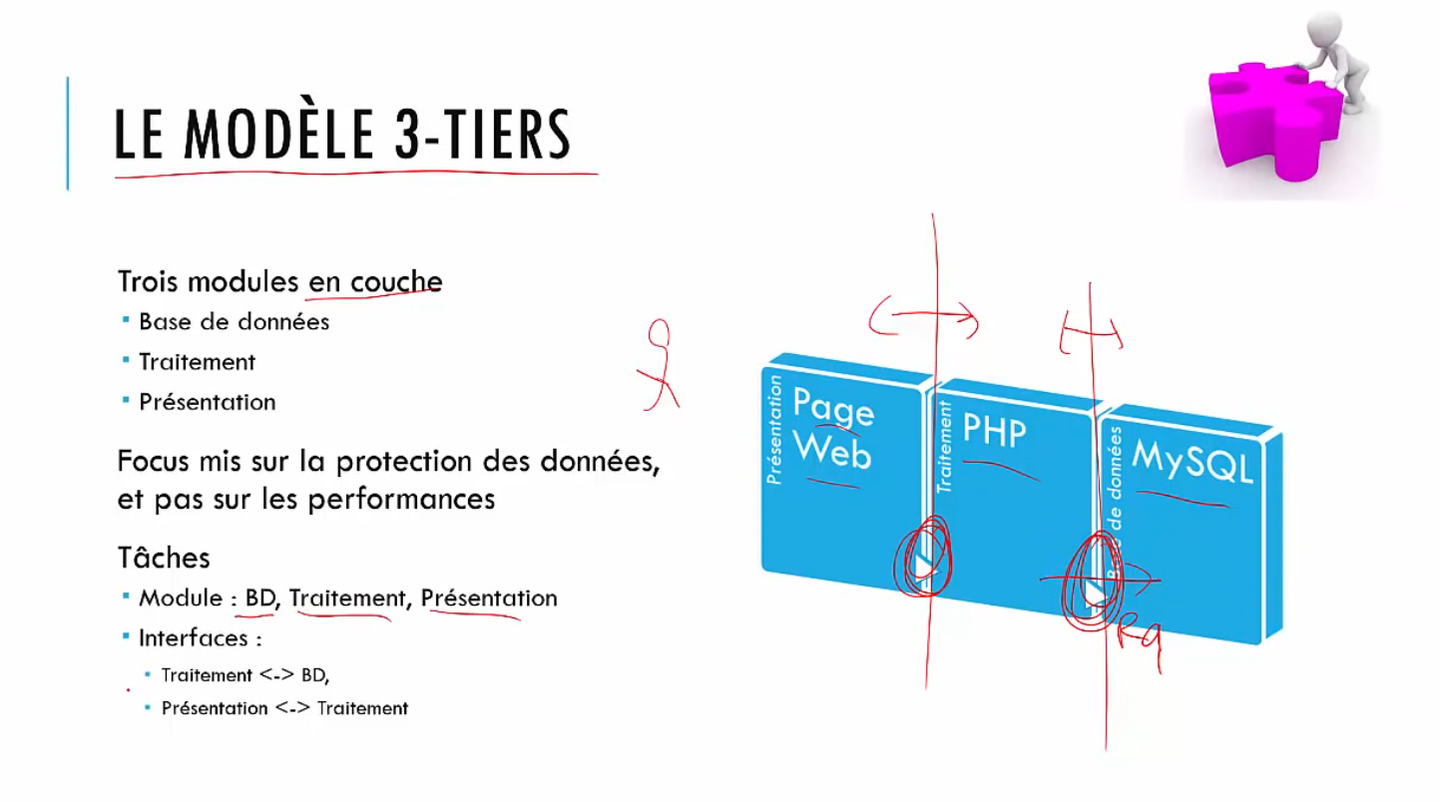 LE MODÈLE 3-TIERS
Trois modules en couche
Base de données
Traitement
Présentation
Focus mis sur la protection des données,
et pas sur les performances
Tâches
Module : BD, Traitement, Présentation
Interfaces :
Traitement <-> BD,
Présentation <-> Traitement
Présentation
Page
Web
Traitement
PHP
Base de données
MySQL
Rq